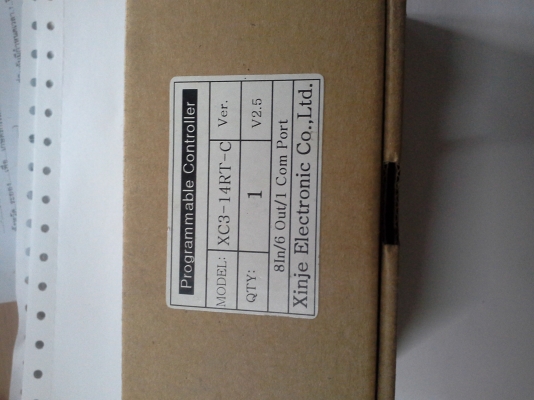 Programmable Controller
MODEL: XC3-14RT-C Ver.
QTY: 1 V2.5
8In/6 Out/1 Com Port
Xinje Electronic Co.,Ltd.